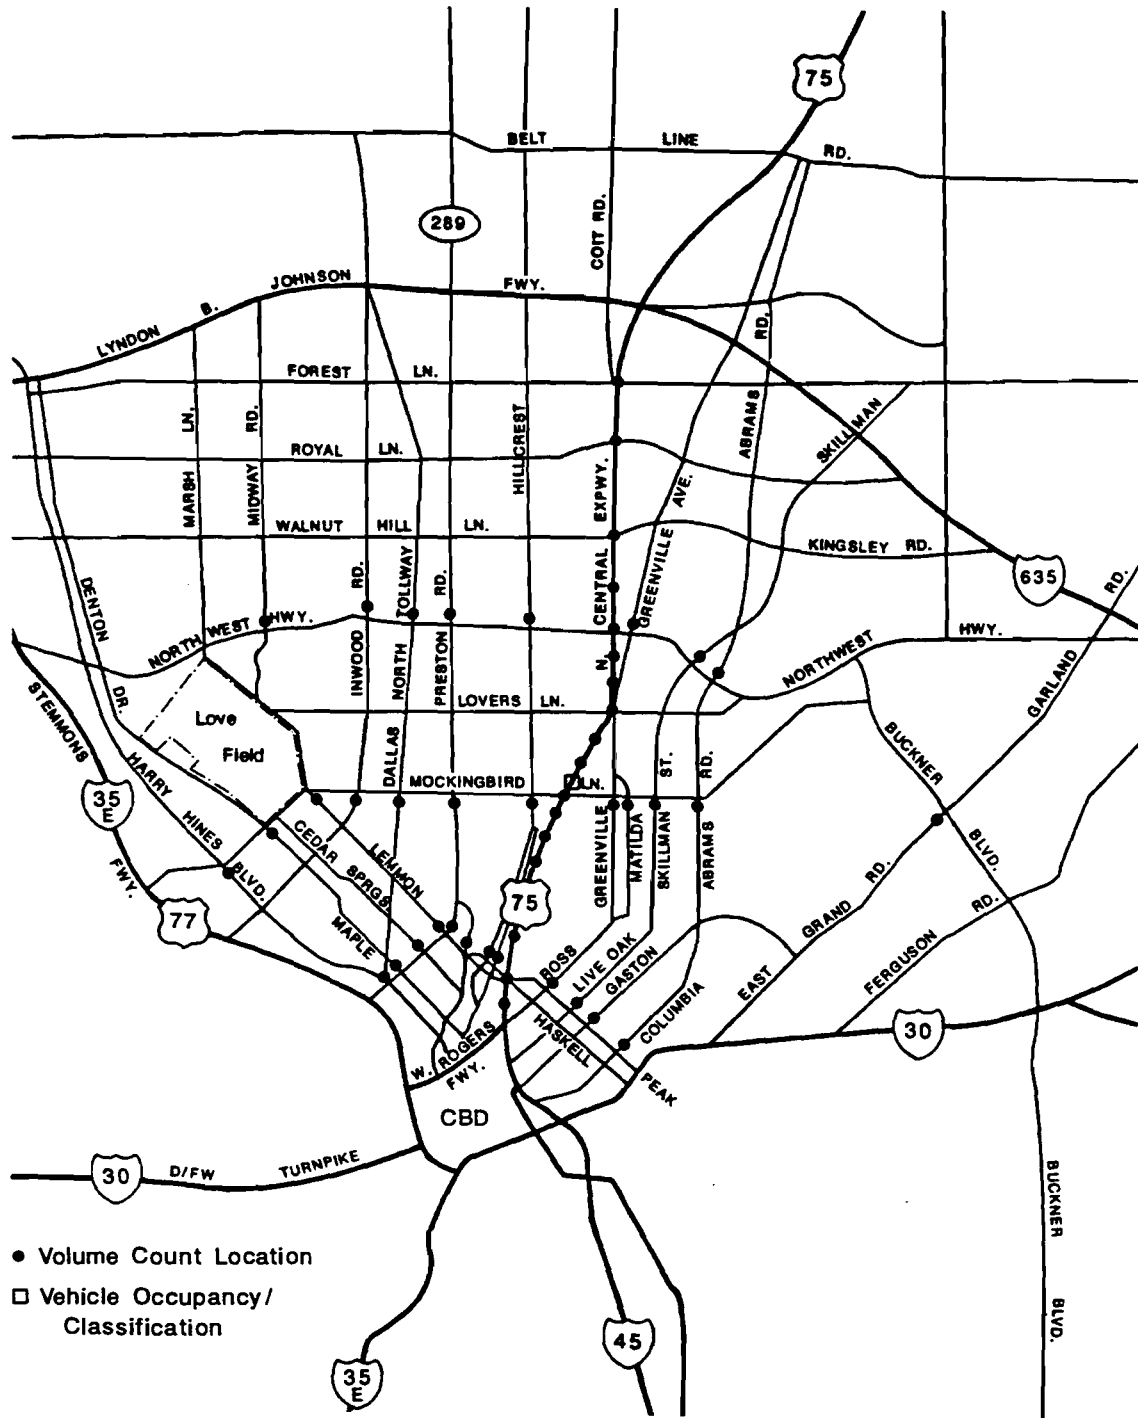 75
BELT LINE RD.
289
COIT RD.
JOHNSON FWY.
LYNDON B.
RD.
FOREST LN.
MARSH LN.
MIDWAY RD.
HILLCREST
ABRAMS
SKILLMAN
ROYAL LN.
GREENVILLE AVE.
N. CENTRAL EXPWY.
WALNUT HILL LN.
KINGSLEY RD.
635
DENTON DR.
INWOOD RD.
DALLAS NORTH TOLLWAY
PRESTON RD.
NORTH WEST HWY.
NORTHWEST HWY.
GARLAND RD.
LOVERS LN.
STEMMONS FWY.
Love
Field
BUCKNER BLVD.
MOCKINGBIRD LN.
35
E
HARRY HINES BLVD.
GREENVILLE
MATILDA
SKILLMAN ST.
ABRAMS RD.
CEDAR SPRGS.
LEMMON
75
77
MAPLE
EAST GRAND RD.
FERGUSON RD.
ROSS
LIVE OAK
GASTON
COLUMBIA
W. ROGERS FWY.
HASKELL
PEAK
30
CBD
30
D/FW TURNPIKE
BUCKNER BLVD.
Volume Count Location
Vehicle Occupancy/
Classification
45
35
E